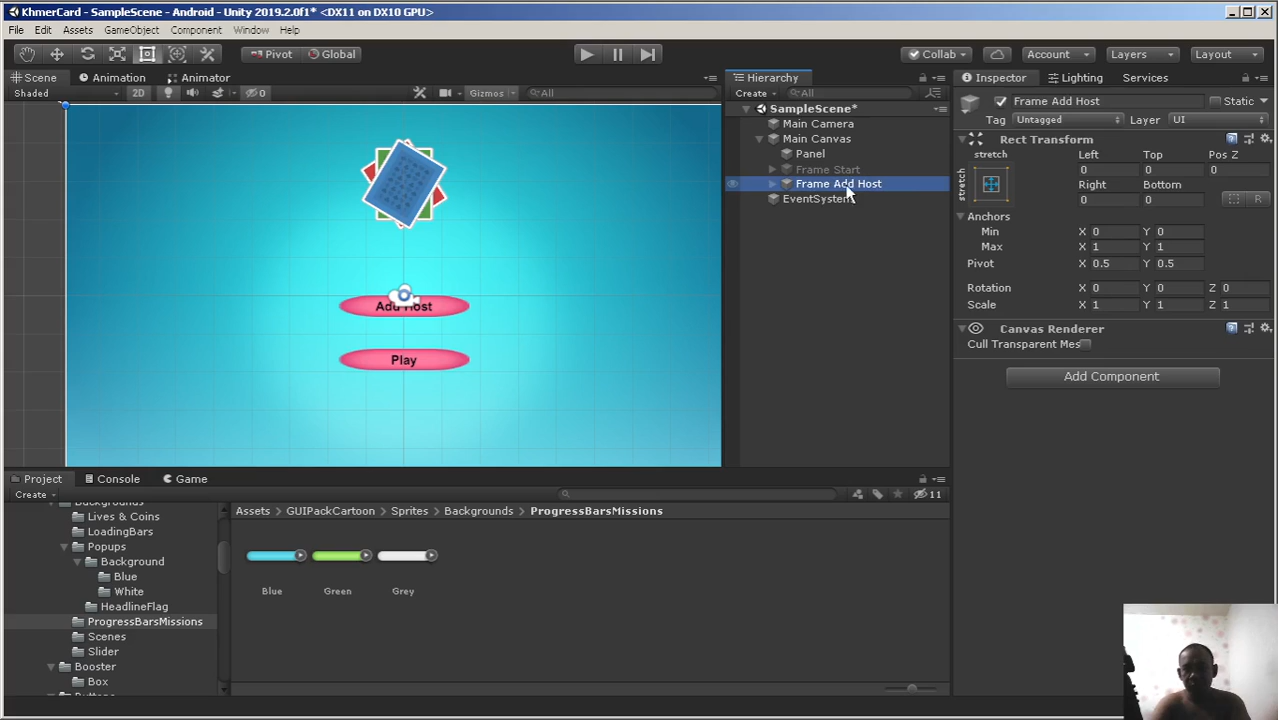 KhmerCard - SampleScene - Android - Unity 2019.2.0f1* <DX11 on DX10 GPU>
File Edit Assets GameObject Component Window Help
Pivot Global Collab Account Layers Layout
Scene Animation Animator
Shaded 2D 0 Gizmos All
Add Host
Play
Hierarchy
Create All
SampleScene*
Main Camera
Main Canvas
Panel
Frame Start
Frame Add Host
EventSystem
Inspector Lighting Services
Frame Add Host Static
Tag Untagged Layer UI
Rect Transform
stretch Left Top Pos Z
stretch 0 0 0
Right Bottom
0 0 R
Anchors
Min X 0 Y 0
Max X 1 Y 1
Pivot X 0.5 Y 0.5
Rotation X 0 Y 0 Z 0
Scale X 1 Y 1 Z 1
Canvas Renderer
Cull Transparent Mes
Add Component
Project Console Game
Create 11
Lives & Coins
LoadingBars
Popups
Background
Blue
White
HeadlineFlag
ProgressBarsMissions
Scenes
Slider
Booster
Box
Assets > GUIPackCartoon > Sprites > Backgrounds > ProgressBarsMissions
Blue Green Grey